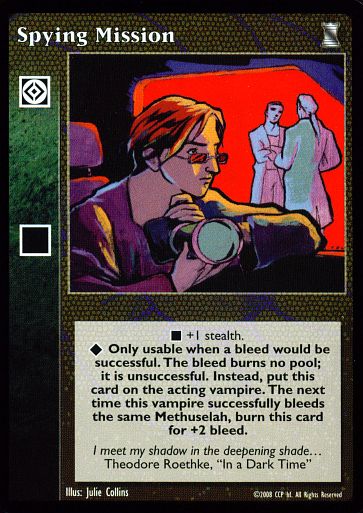 Spying Mission
+1 stealth.
Only usable when a bleed would be
successful. The bleed burns no pool;
it is unsuccessful. Instead, put this
card on the acting vampire. The next
time this vampire successfully bleeds
the same Methuselah, burn this card
for +2 bleed.
I meet my shadow in the deepening shade…
Theodore Roethke, “In a Dark Time”
Illus: Julie Collins
©2008 CCP hf. All Rights Reserved